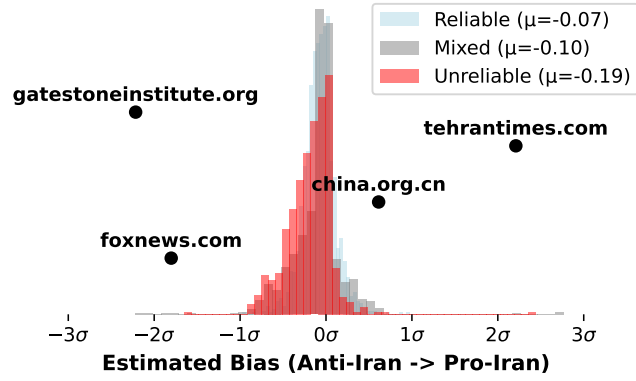 Reliable (μ=-0.07)
Mixed (μ=-0.10)
Unreliable (μ=-0.19)
gatestoneinstitute.org
tehrantimes.com
china.org.cn
foxnews.com
−3σ −2σ −1σ 0σ 1σ 2σ 3σ
Estimated Bias (Anti-Iran -> Pro-Iran)